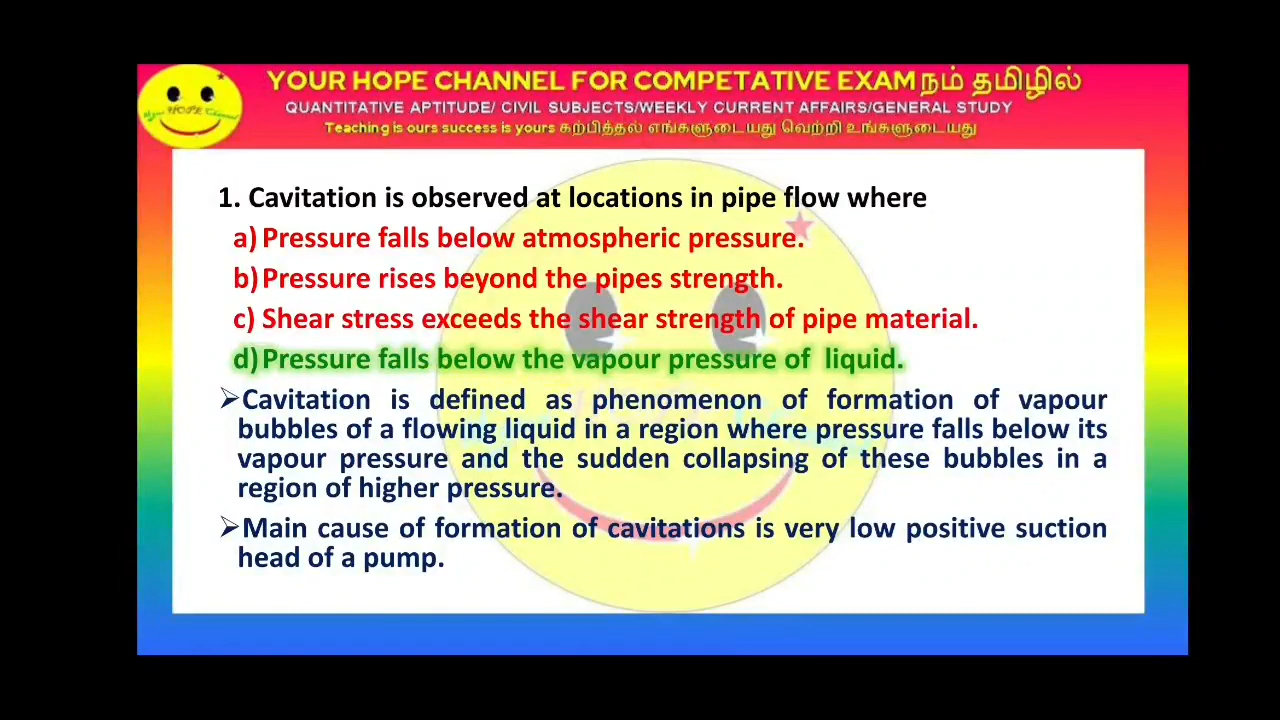 YOUR HOPE CHANNEL FOR COMPETATIVE EXAM நம் தமிழில்
QUANTITATIVE APTITUDE/ CIVIL SUBJECTS/WEEKLY CURRENT AFFAIRS/GENERAL STUDY
Teaching is ours success is yours கற்பித்தல் எங்களுடையது வெற்றி உங்களுடையது
Your HOPE Channel
1. Cavitation is observed at locations in pipe flow where
a) Pressure falls below atmospheric pressure.
b) Pressure rises beyond the pipes strength.
c) Shear stress exceeds the shear strength of pipe material.
d) Pressure falls below the vapour pressure of liquid.
➢Cavitation is defined as phenomenon of formation of vapour
bubbles of a flowing liquid in a region where pressure falls below its
vapour pressure and the sudden collapsing of these bubbles in a
region of higher pressure.
➢Main cause of formation of cavitations is very low positive suction
head of a pump.